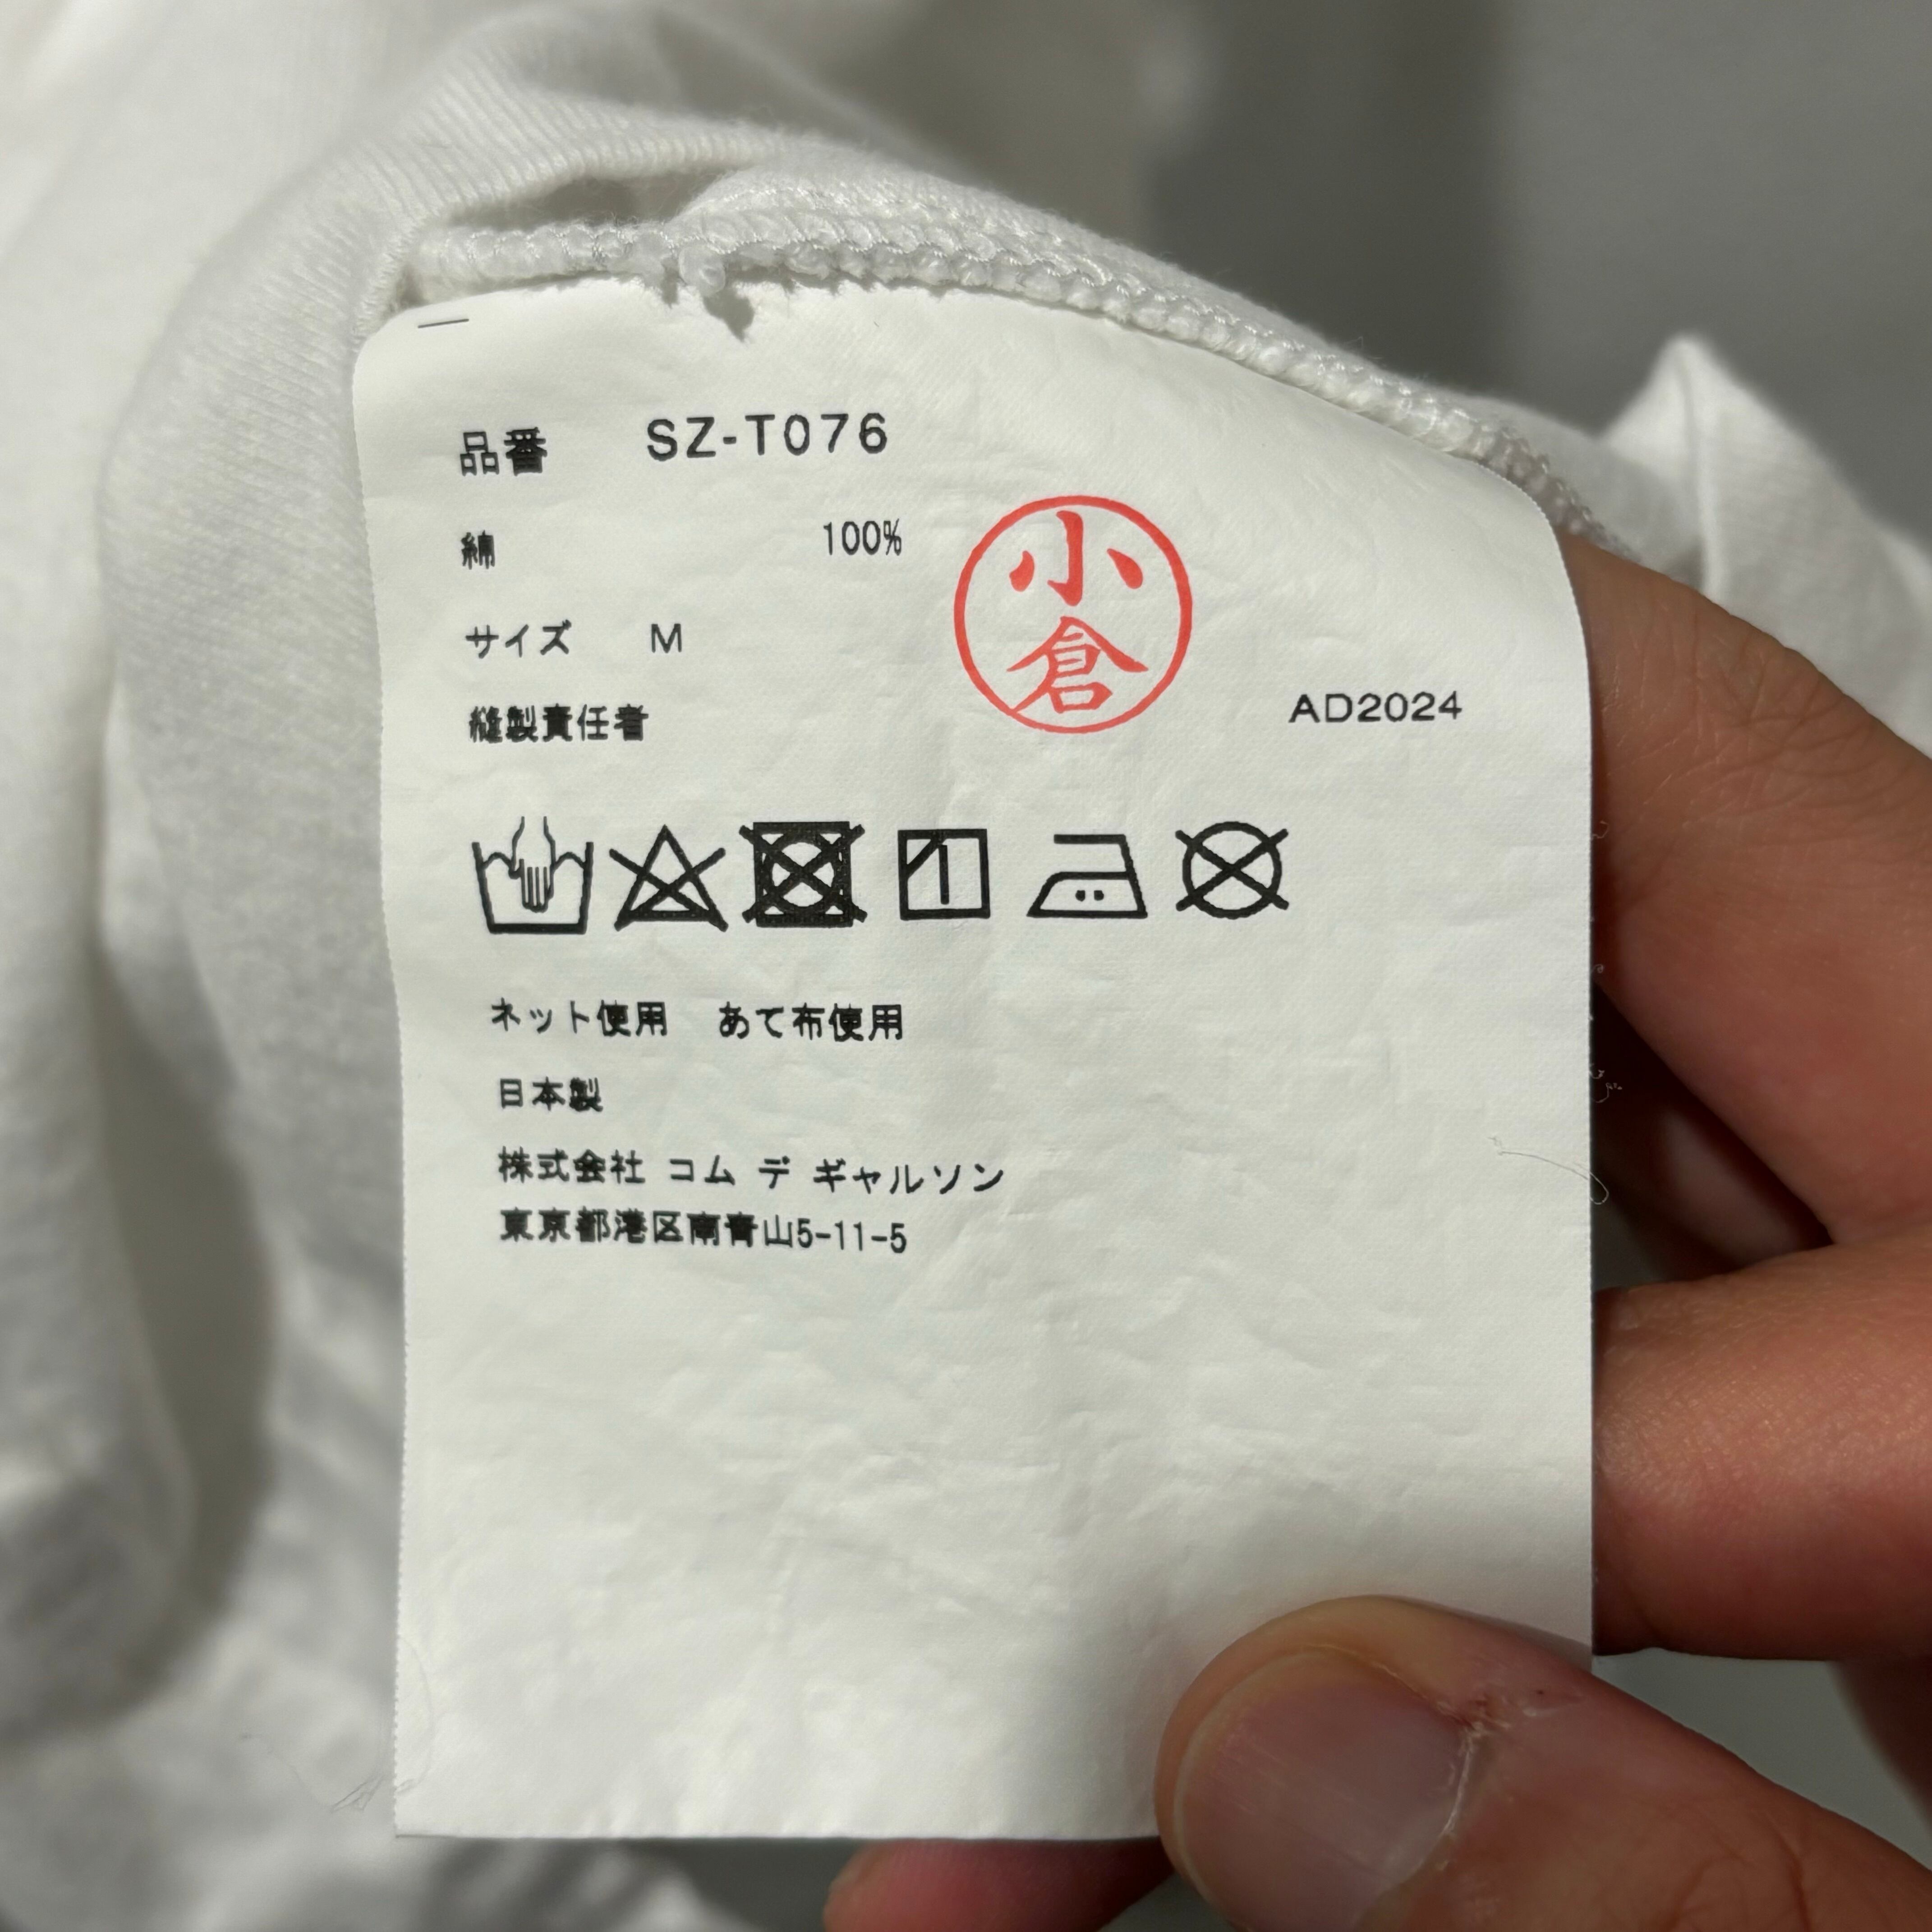 品番 SZ-T076
綿 100%
小倉
サイズ M
縫製責任者
AD2024
ネット使用 あて布使用
日本製
株式会社 コム デ ギャルソン
東京都港区南青山5-11-5